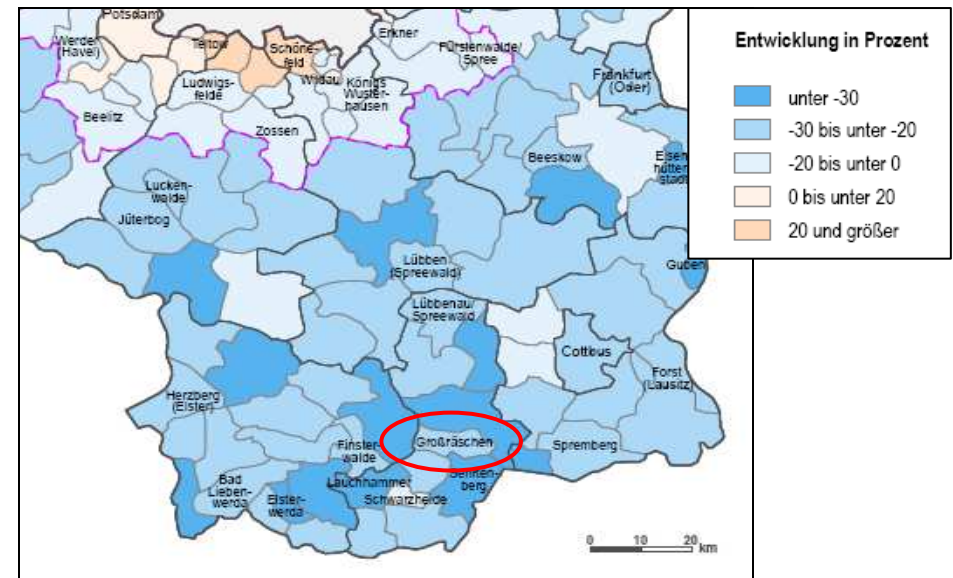 Potsdam
Werder
(Havel)
Teltow
Schöne-
feld
Erkner
Fürstenwalde/
Spree
Ludwigs-
felde
Wildau
Königs
Wuster-
hausen
Frankfurt
(Oder)
Beelitz
Zossen
Beeskow
Eisen-
hütten-
stadt
Lucken-
walde
Jüterbog
Lübben
(Spreewald)
Guben
Lübbenau/
Spreewald
Cottbus
Forst
(Lausitz)
Herzberg
(Elster)
Finster-
walde
Großräschen
Spremberg
Bad
Lieben-
werda
Elster-
werda
Lauchhammer
Schwarzheide
Senften-
berg
0 10 20 km
Entwicklung in Prozent
unter -30
-30 bis unter -20
-20 bis unter 0
0 bis unter 20
20 und größer